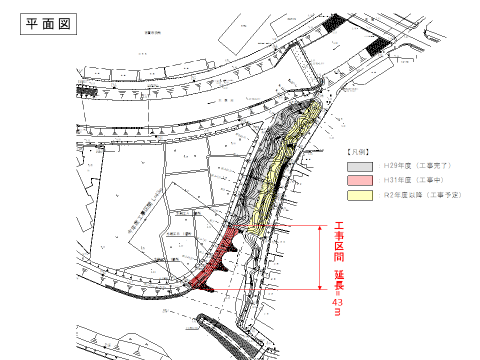 平面図
【凡例】
：H29年度（工事完了）
：H31年度（工事中）
：R2年度以降（工事予定）
工事区間 延長=43m